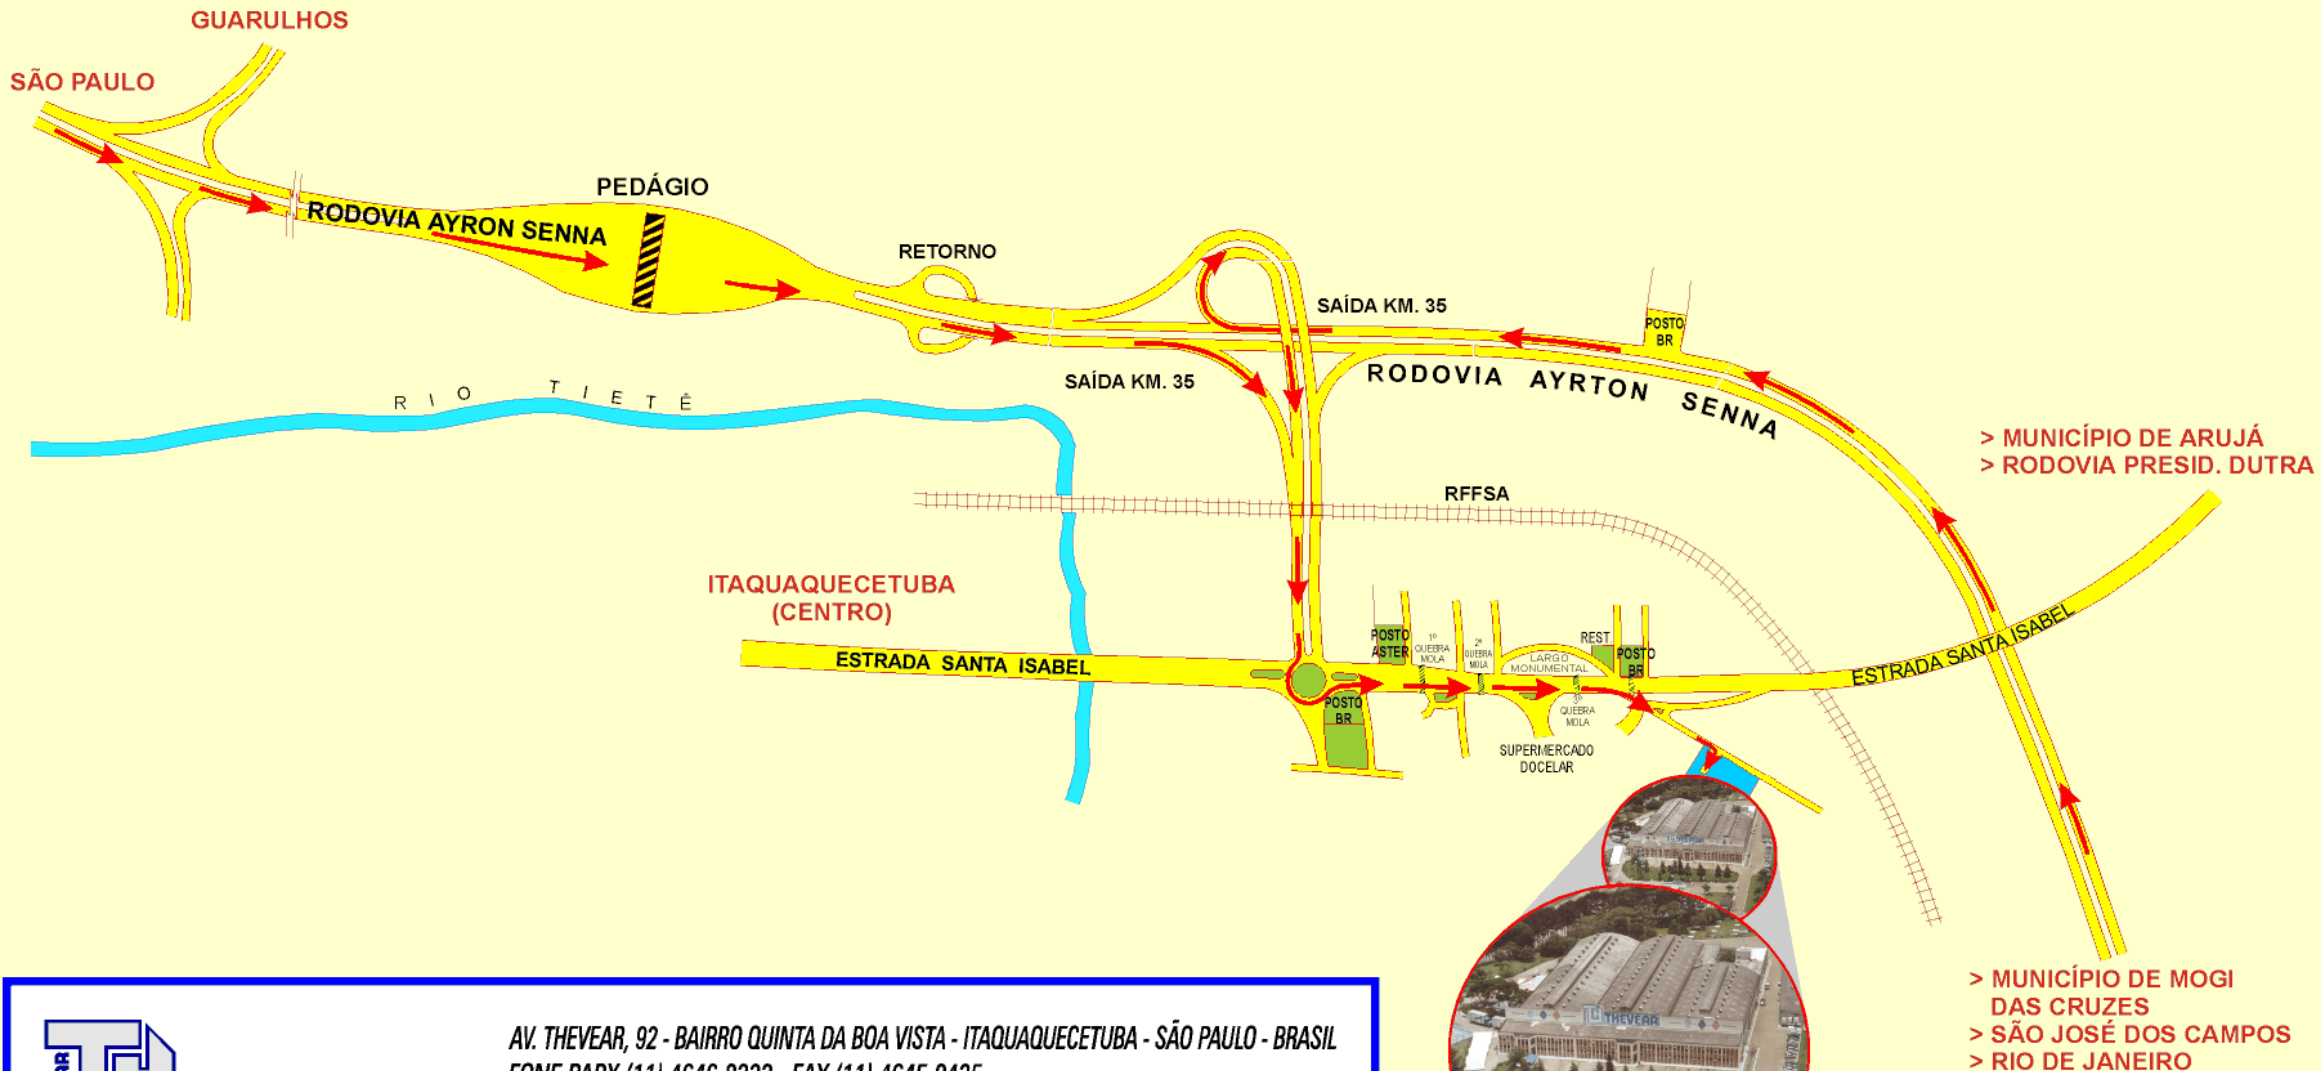 GUARULHOS
SÃO PAULO
PEDÁGIO
RODOVIA AYRON SENNA
RETORNO
SAÍDA KM. 35
POSTO
BR
SAÍDA KM. 35
RODOVIA AYRTON SENNA
RIO TIETÊ
> MUNICÍPIO DE ARUJÁ
> RODOVIA PRESID. DUTRA
RFFSA
ITAQUAQUECETUBA
(CENTRO)
ESTRADA SANTA ISABEL
POSTO
ASTER
1º
QUEBRA
MOLA
2ª
QUEBRA
MOLA
LARGO
MONUMENTAL
REST.
POSTO
BR
ESTRADA SANTA ISABEL
POSTO
BR
QUEBRA
MOLA
SUPERMERCADO
DOCELAR
THEVEAR
> MUNICÍPIO DE MOGI
DAS CRUZES
> SÃO JOSÉ DOS CAMPOS
> RIO DE JANEIRO
AV. THEVEAR, 92 - BAIRRO QUINTA DA BOA VISTA - ITAQUAQUECETUBA - SÃO PAULO - BRASIL